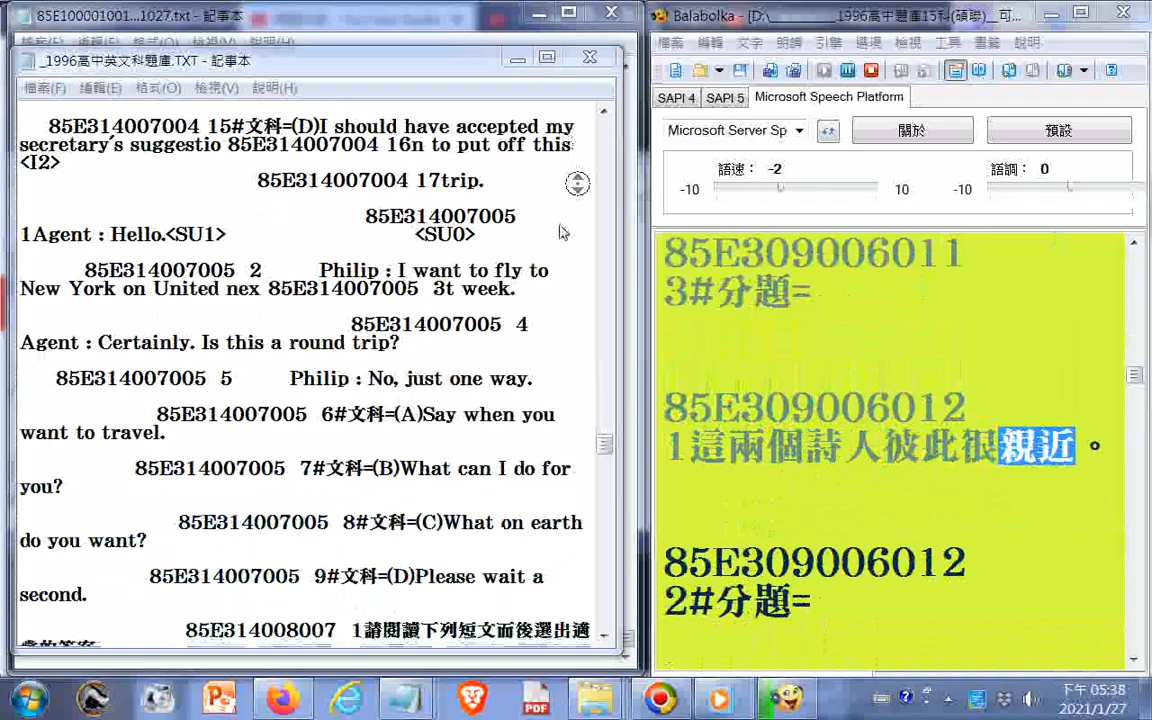 85E100001001...1027.txt - 記事本
_1996高中英文科題庫.TXT - 記事本
檔案(F) 編輯(E) 格式(O) 檢視(V) 說明(H)
85E314007004 15#文科=(D)I should have accepted my
secretary's suggestio 85E314007004 16n to put off this
<I2>
85E314007004 17trip.
85E314007005
1Agent : Hello.<SU1> <SU0>
85E314007005 2 Philip : I want to fly to
New York on United nex 85E314007005 3t week.
85E314007005 4
Agent : Certainly. Is this a round trip?
85E314007005 5 Philip : No, just one way.
85E314007005 6#文科=(A)Say when you
want to travel.
85E314007005 7#文科=(B)What can I do for
you?
85E314007005 8#文科=(C)What on earth
do you want?
85E314007005 9#文科=(D)Please wait a
second.
85E314008007 1請閱讀下列短文而後選出適
Balabolka - [D:\ _1996高中題庫15科(碩聯)__可...
檔案 編輯 文字 朗讀 引擎 選項 檢視 工具 書籤 說明
SAPI 4 SAPI 5 Microsoft Speech Platform
Microsoft Server Sp 關於 預設
語速： -2 語調： 0
-10 10 -10
85E309006011
3#分題=
85E309006012
1這兩個詩人彼此很親近。
85E309006012
2#分題=
PDF
下午 05:38
2021/1/27